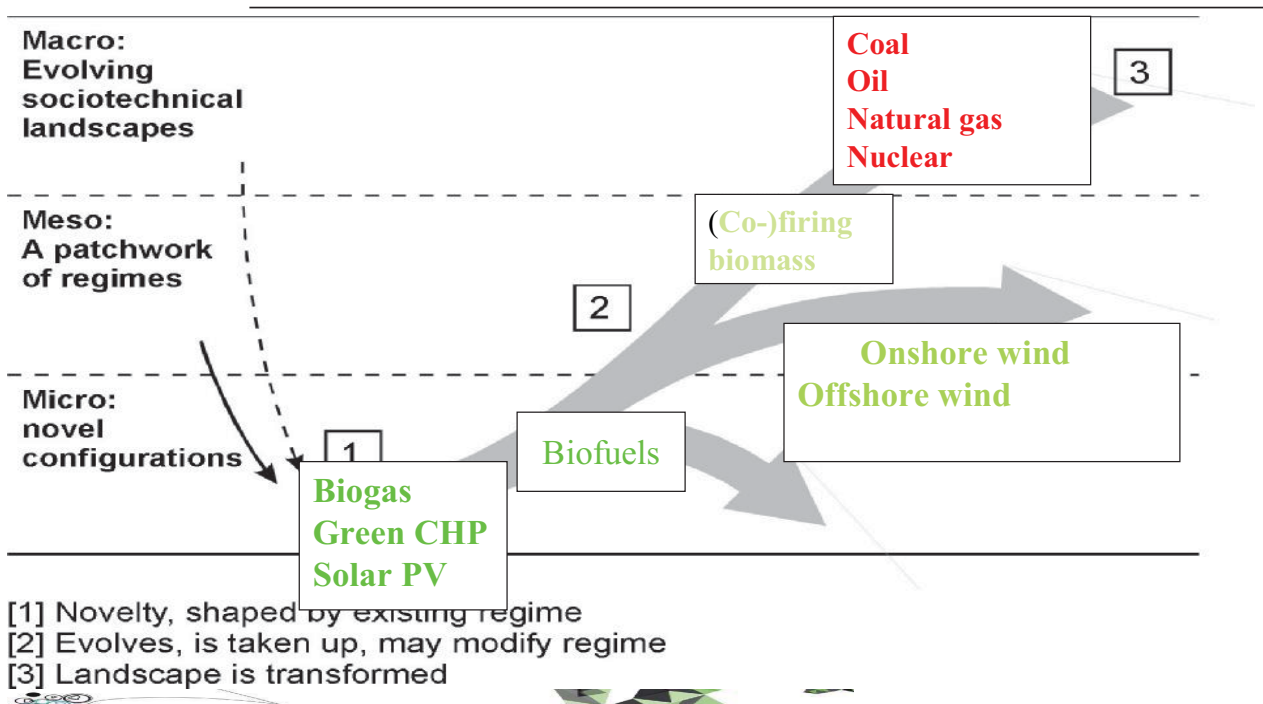 Macro:
Evolving
sociotechnical
landscapes
Coal
Oil
Natural gas
Nuclear
3
Meso:
A patchwork
of regimes
(Co-)firing
biomass
2
Onshore wind
Offshore wind
Micro:
novel
configurations
1
Biofuels
Biogas
Green CHP
Solar PV
[1] Novelty, shaped by existing regime
[2] Evolves, is taken up, may modify regime
[3] Landscape is transformed